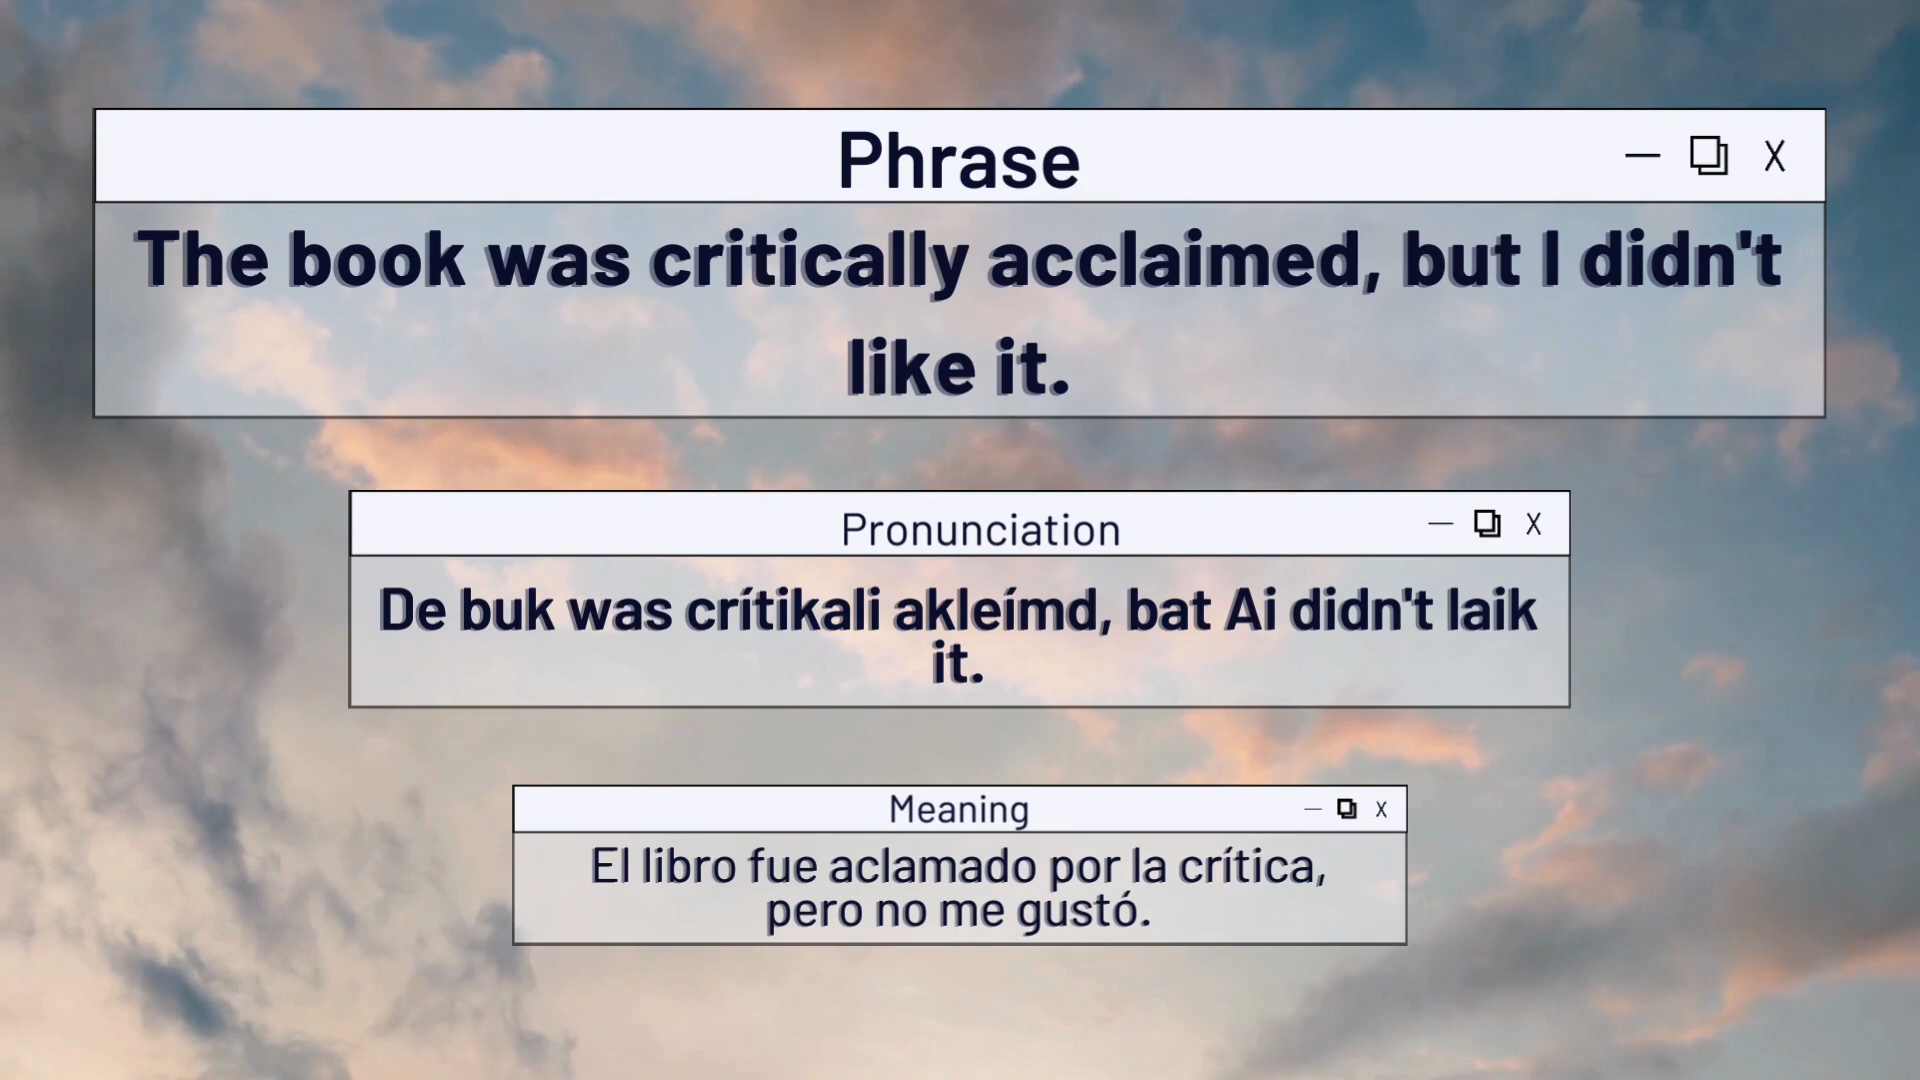 Phrase
The book was critically acclaimed, but I didn't
like it.
Pronunciation
De buk was crítikali akleímd, bat Ai didn't laik
it.
Meaning
El libro fue aclamado por la crítica,
pero no me gustó.